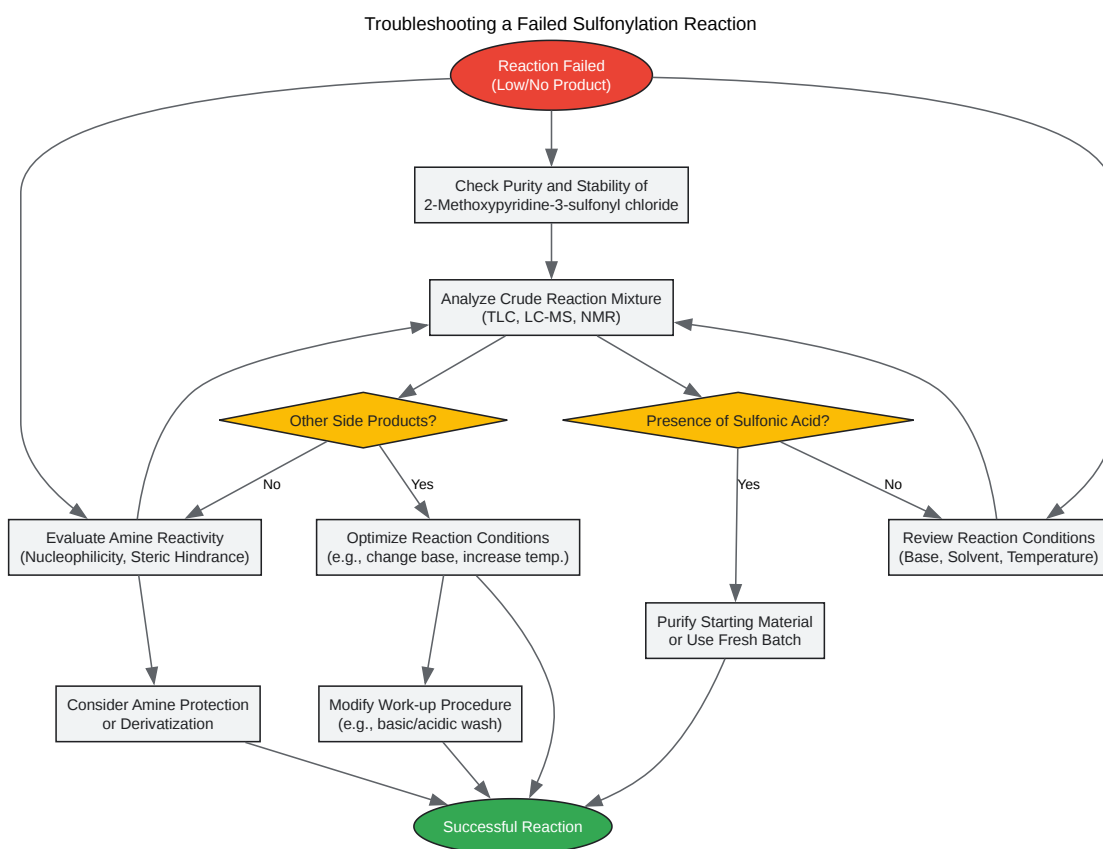 Troubleshooting a Failed Sulfonylation Reaction
Reaction Failed
(Low/No Product)
Check Purity and Stability of
2-Methoxypyridine-3-sulfonyl chloride
Analyze Crude Reaction Mixture
(TLC, LC-MS, NMR)
Other Side Products?
Presence of Sulfonic Acid?
No
Yes
Yes
No
Evaluate Amine Reactivity
(Nucleophilicity, Steric Hindrance)
Optimize Reaction Conditions
(e.g., change base, increase temp.)
Review Reaction Conditions
(Base, Solvent, Temperature)
Purify Starting Material
or Use Fresh Batch
Consider Amine Protection
or Derivatization
Modify Work-up Procedure
(e.g., basic/acidic wash)
Successful Reaction